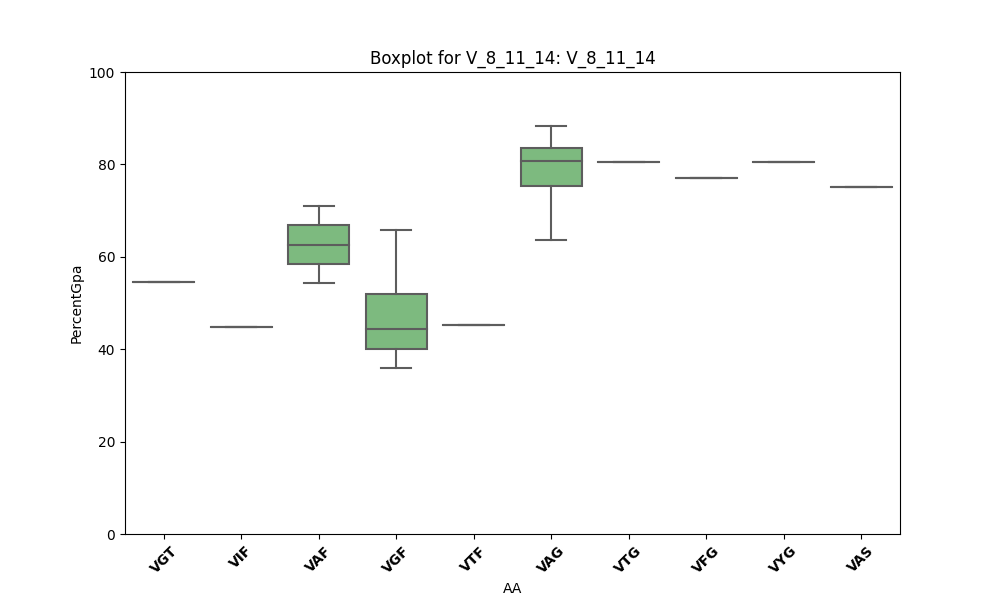 Boxplot for V_8_11_14: V_8_11_14
100
80
60
40
20
0
PercentGpa
VGT
VIF
VAF
VGF
VTF
VAG
VTG
VFG
VYG
VAS
AA